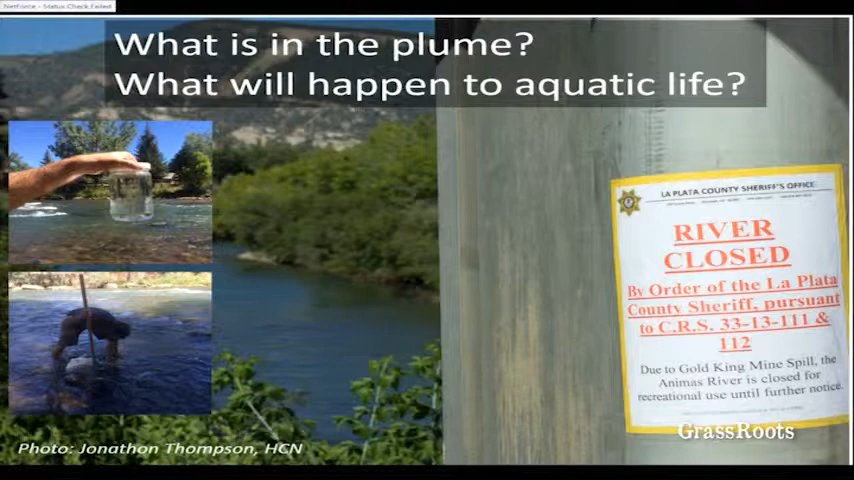 NetForce - Status Check Failed
What is in the plume?
What will happen to aquatic life?
LA PLATA COUNTY SHERIFF'S OFFICE
RIVER
CLOSED
By Order of the La Plata
County Sheriff, pursuant
to C.R.S. 33-13-111 &
112
Due to Gold King Mine Spill, the
Animas River is closed for
recreational use until further notice.
GrassRoots
Photo: Jonathon Thompson, HCN